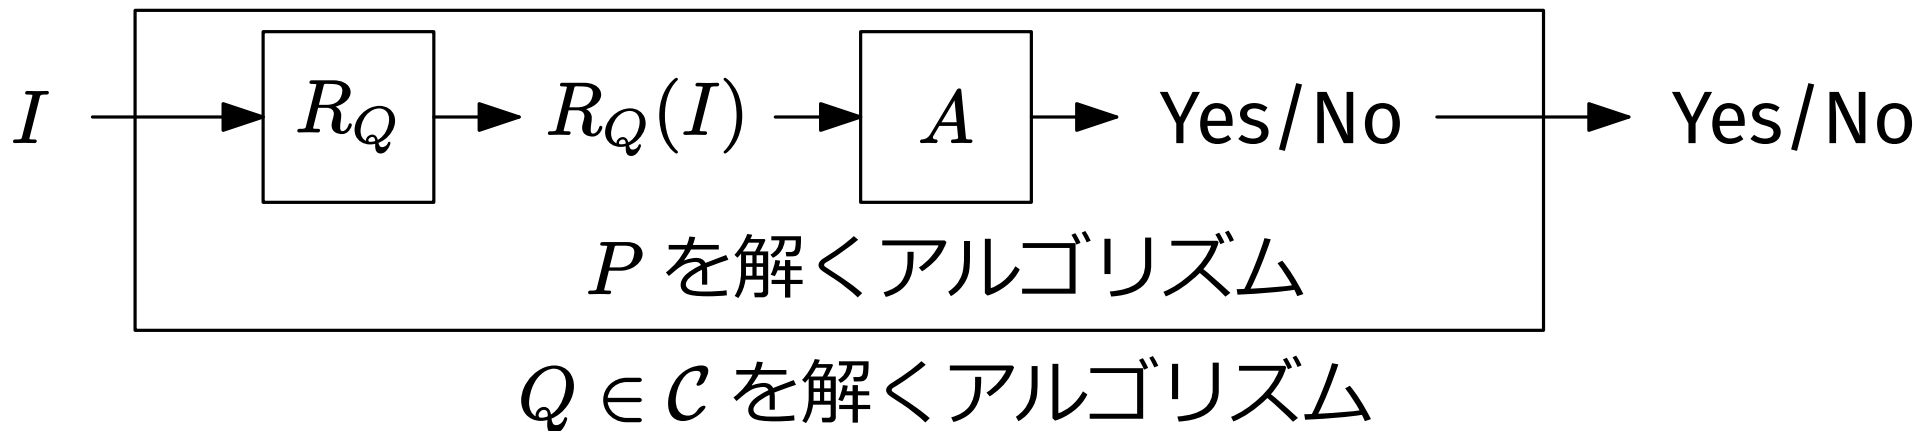 I R_Q R_Q(I) A Yes/No Yes/No
P を解くアルゴリズム
Q ∈ 𝒞 を解くアルゴリズム